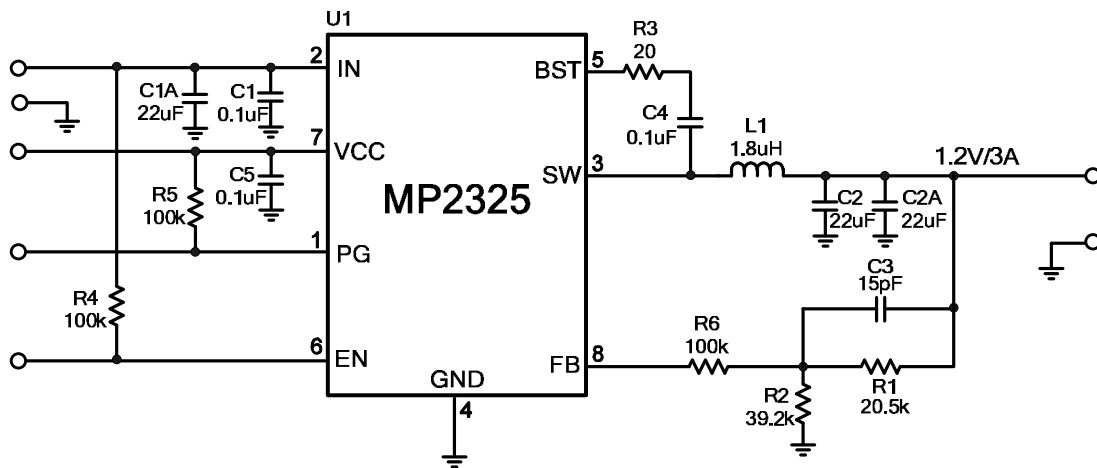 U1
R3
20
2
IN
BST
5
C1A
22uF
C1
0.1uF
C4
0.1uF
L1
1.8uH
7
VCC
1.2V/3A
SW
3
R5
100k
C5
0.1uF
MP2325
C2
22uF
C2A
22uF
1
PG
C3
15pF
R4
100k
R6
100k
6
EN
FB
8
GND
4
R1
20.5k
R2
39.2k